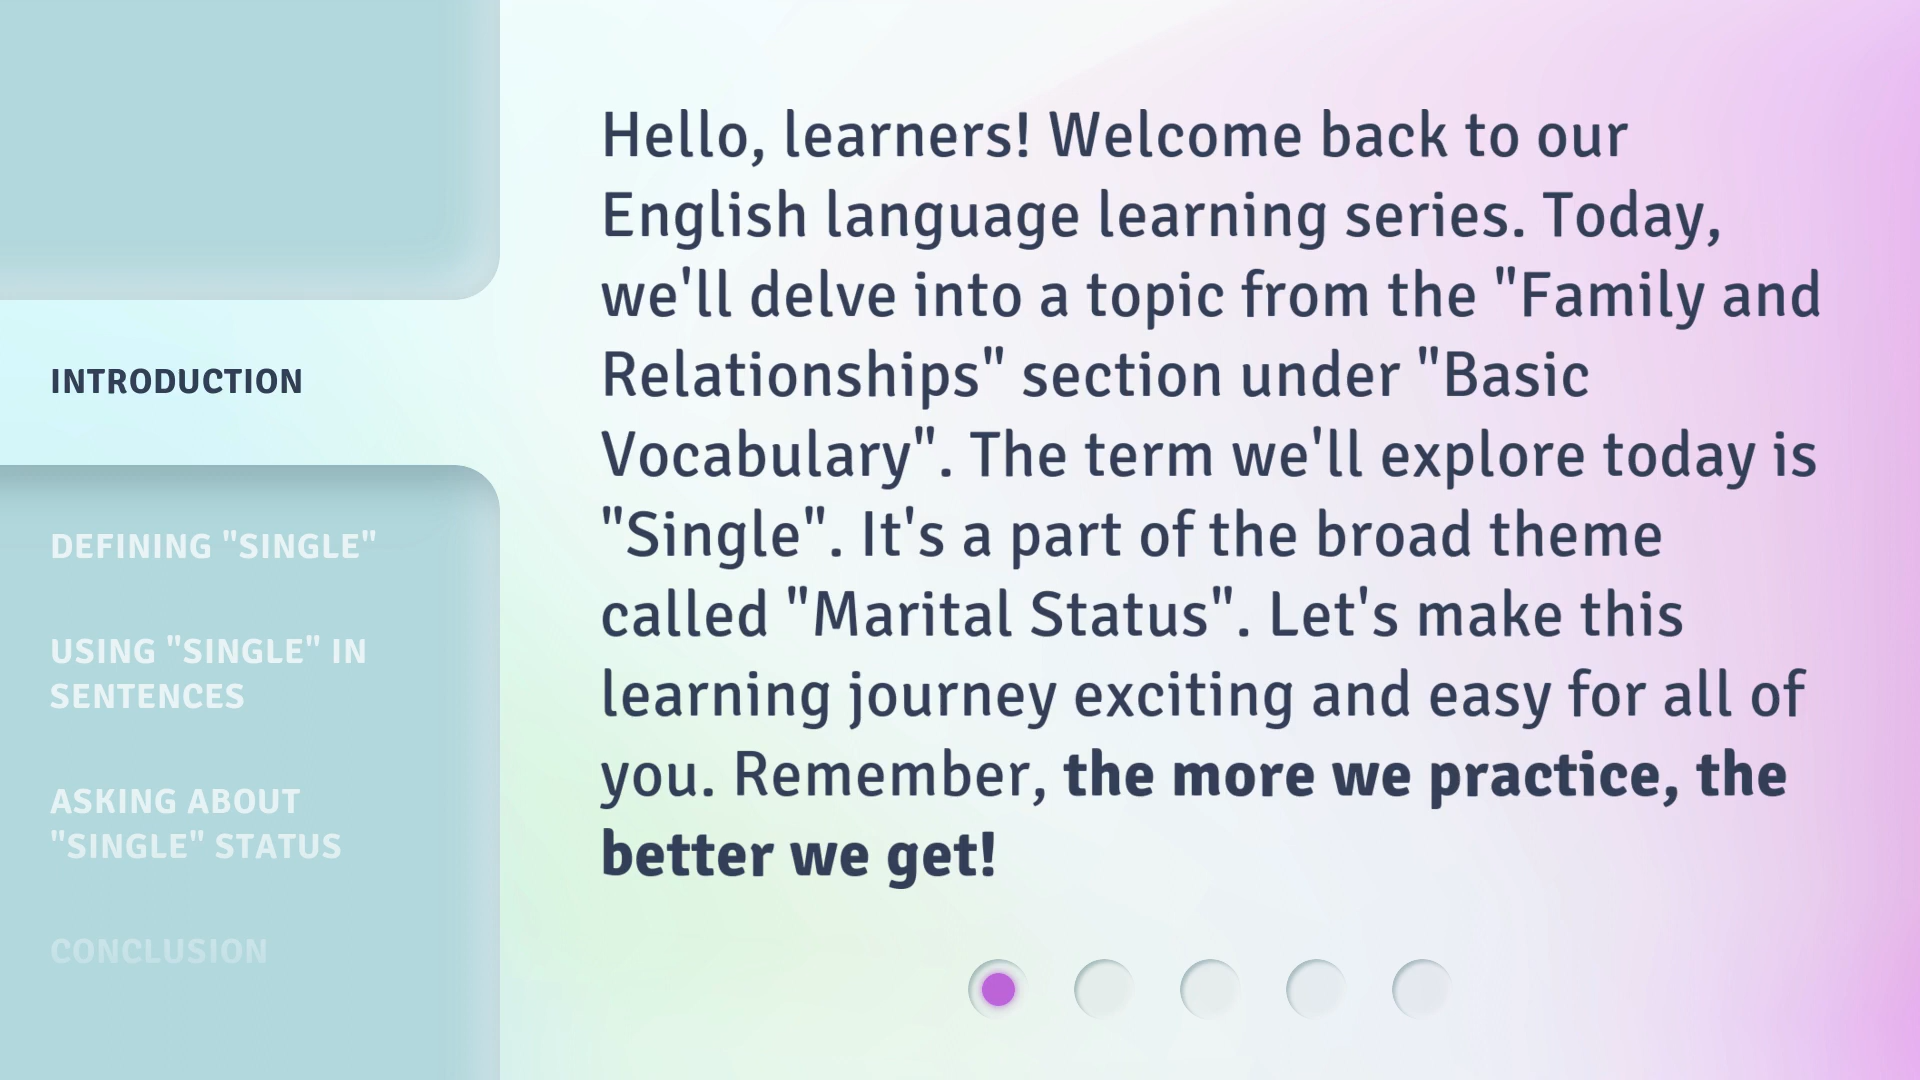 INTRODUCTION
DEFINING "SINGLE"
USING "SINGLE" IN
SENTENCES
ASKING ABOUT
"SINGLE" STATUS
CONCLUSION
Hello, learners! Welcome back to our
English language learning series. Today,
we'll delve into a topic from the "Family and
Relationships" section under "Basic
Vocabulary". The term we'll explore today is
"Single". It's a part of the broad theme
called "Marital Status". Let's make this
learning journey exciting and easy for all of
you. Remember, the more we practice, the
better we get!